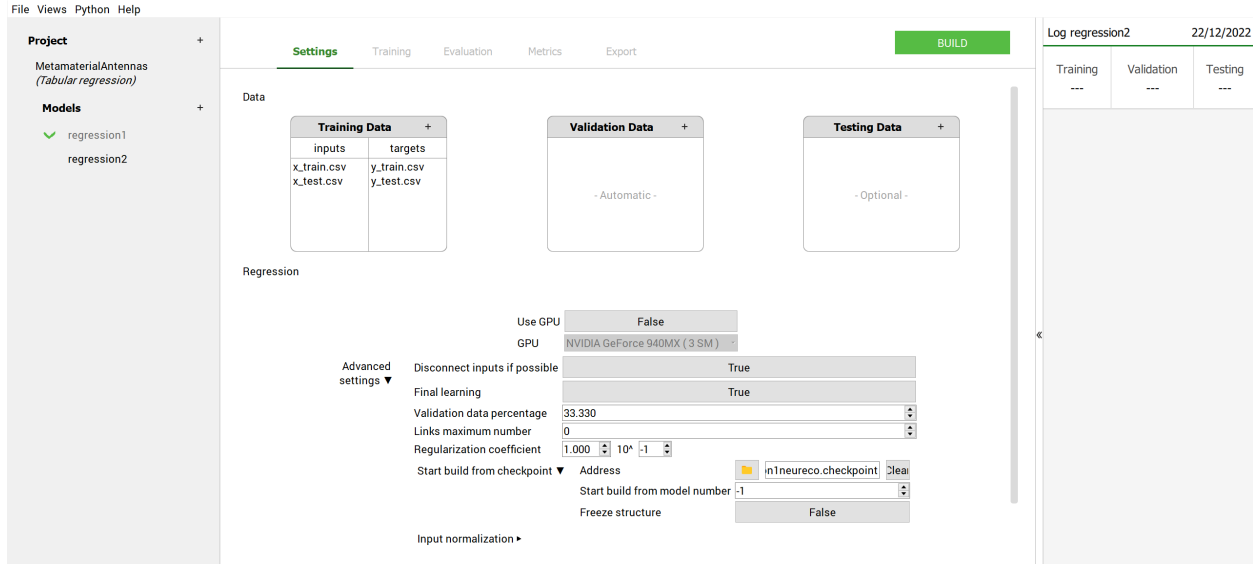 File Views Python Help
Project +
MetamaterialAntennas
(Tabular regression)
Models +
regression1
regression2
Settings Training Evaluation Metrics Export BUILD
Data
Training Data +
inputs targets
x_train.csv y_train.csv
x_test.csv y_test.csv
Validation Data +
- Automatic -
Testing Data +
- Optional -
Regression
Use GPU False
GPU NVIDIA GeForce 940MX ( 3 SM )
Advanced
settings ▼
Disconnect inputs if possible True
Final learning True
Validation data percentage 33.330
Links maximum number 0
Regularization coefficient 1.000 10^ -1
Start build from checkpoint ▼ Address n1neureco.checkpoint Clear
Start build from model number -1
Freeze structure False
Input normalization ▸
«
Log regression2 22/12/2022
Training Validation Testing
--- --- ---